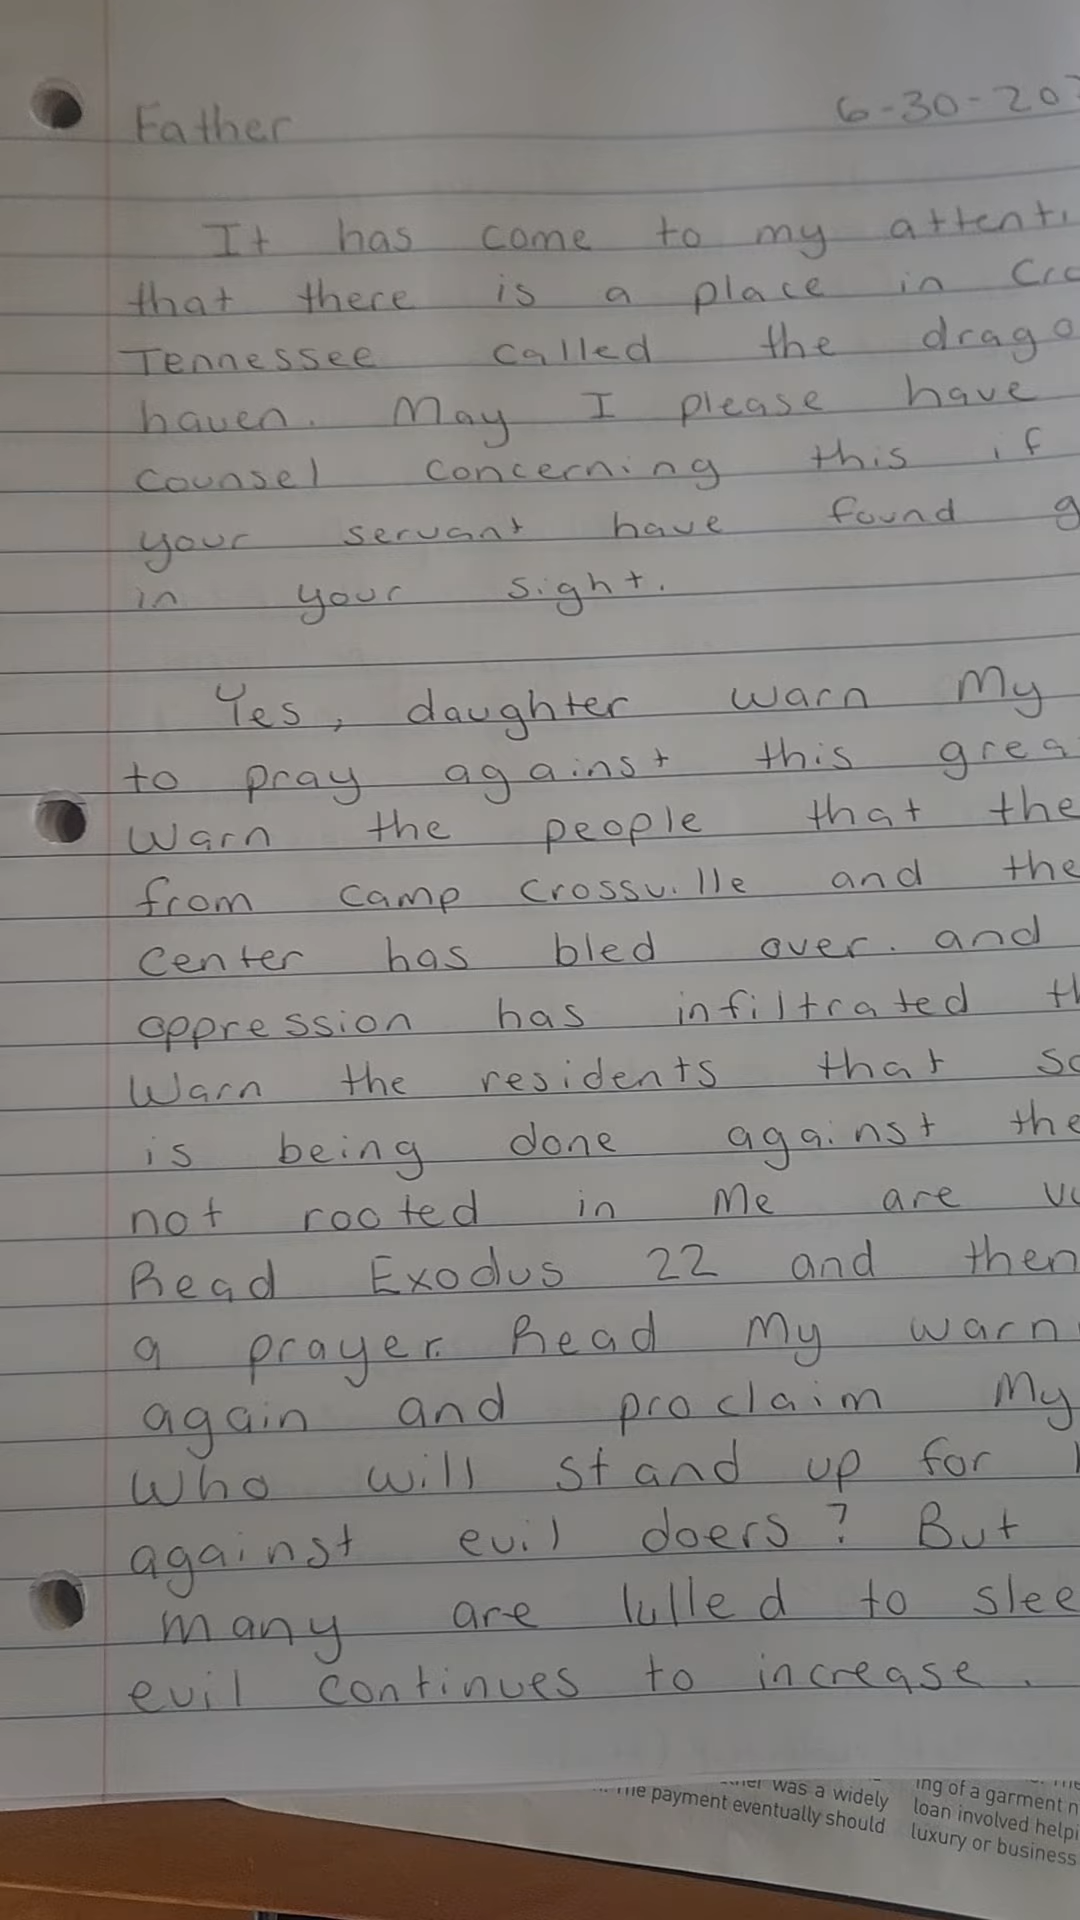 Father 6-30-20
It has come to my attenti
that there is a place in Cro
Tennessee called the drago
haven. May I please have
counsel concerning this if
your servant have found g
in your sight.
Yes, daughter warn My
to pray against this grea
Warn the people that the
from camp Crossville and the
center has bled over. and
oppression has infiltrated th
Warn the residents that so
is being done against the
not rooted in Me are vu
Read Exodus 22 and then
a prayer. Read My warn
again and proclaim My
Who will stand up for
against evil doers? But
many are lulled to slee
evil continues to increase.
was a widely
The payment eventually should
ing of a garment n
loan involved helpi
luxury or business